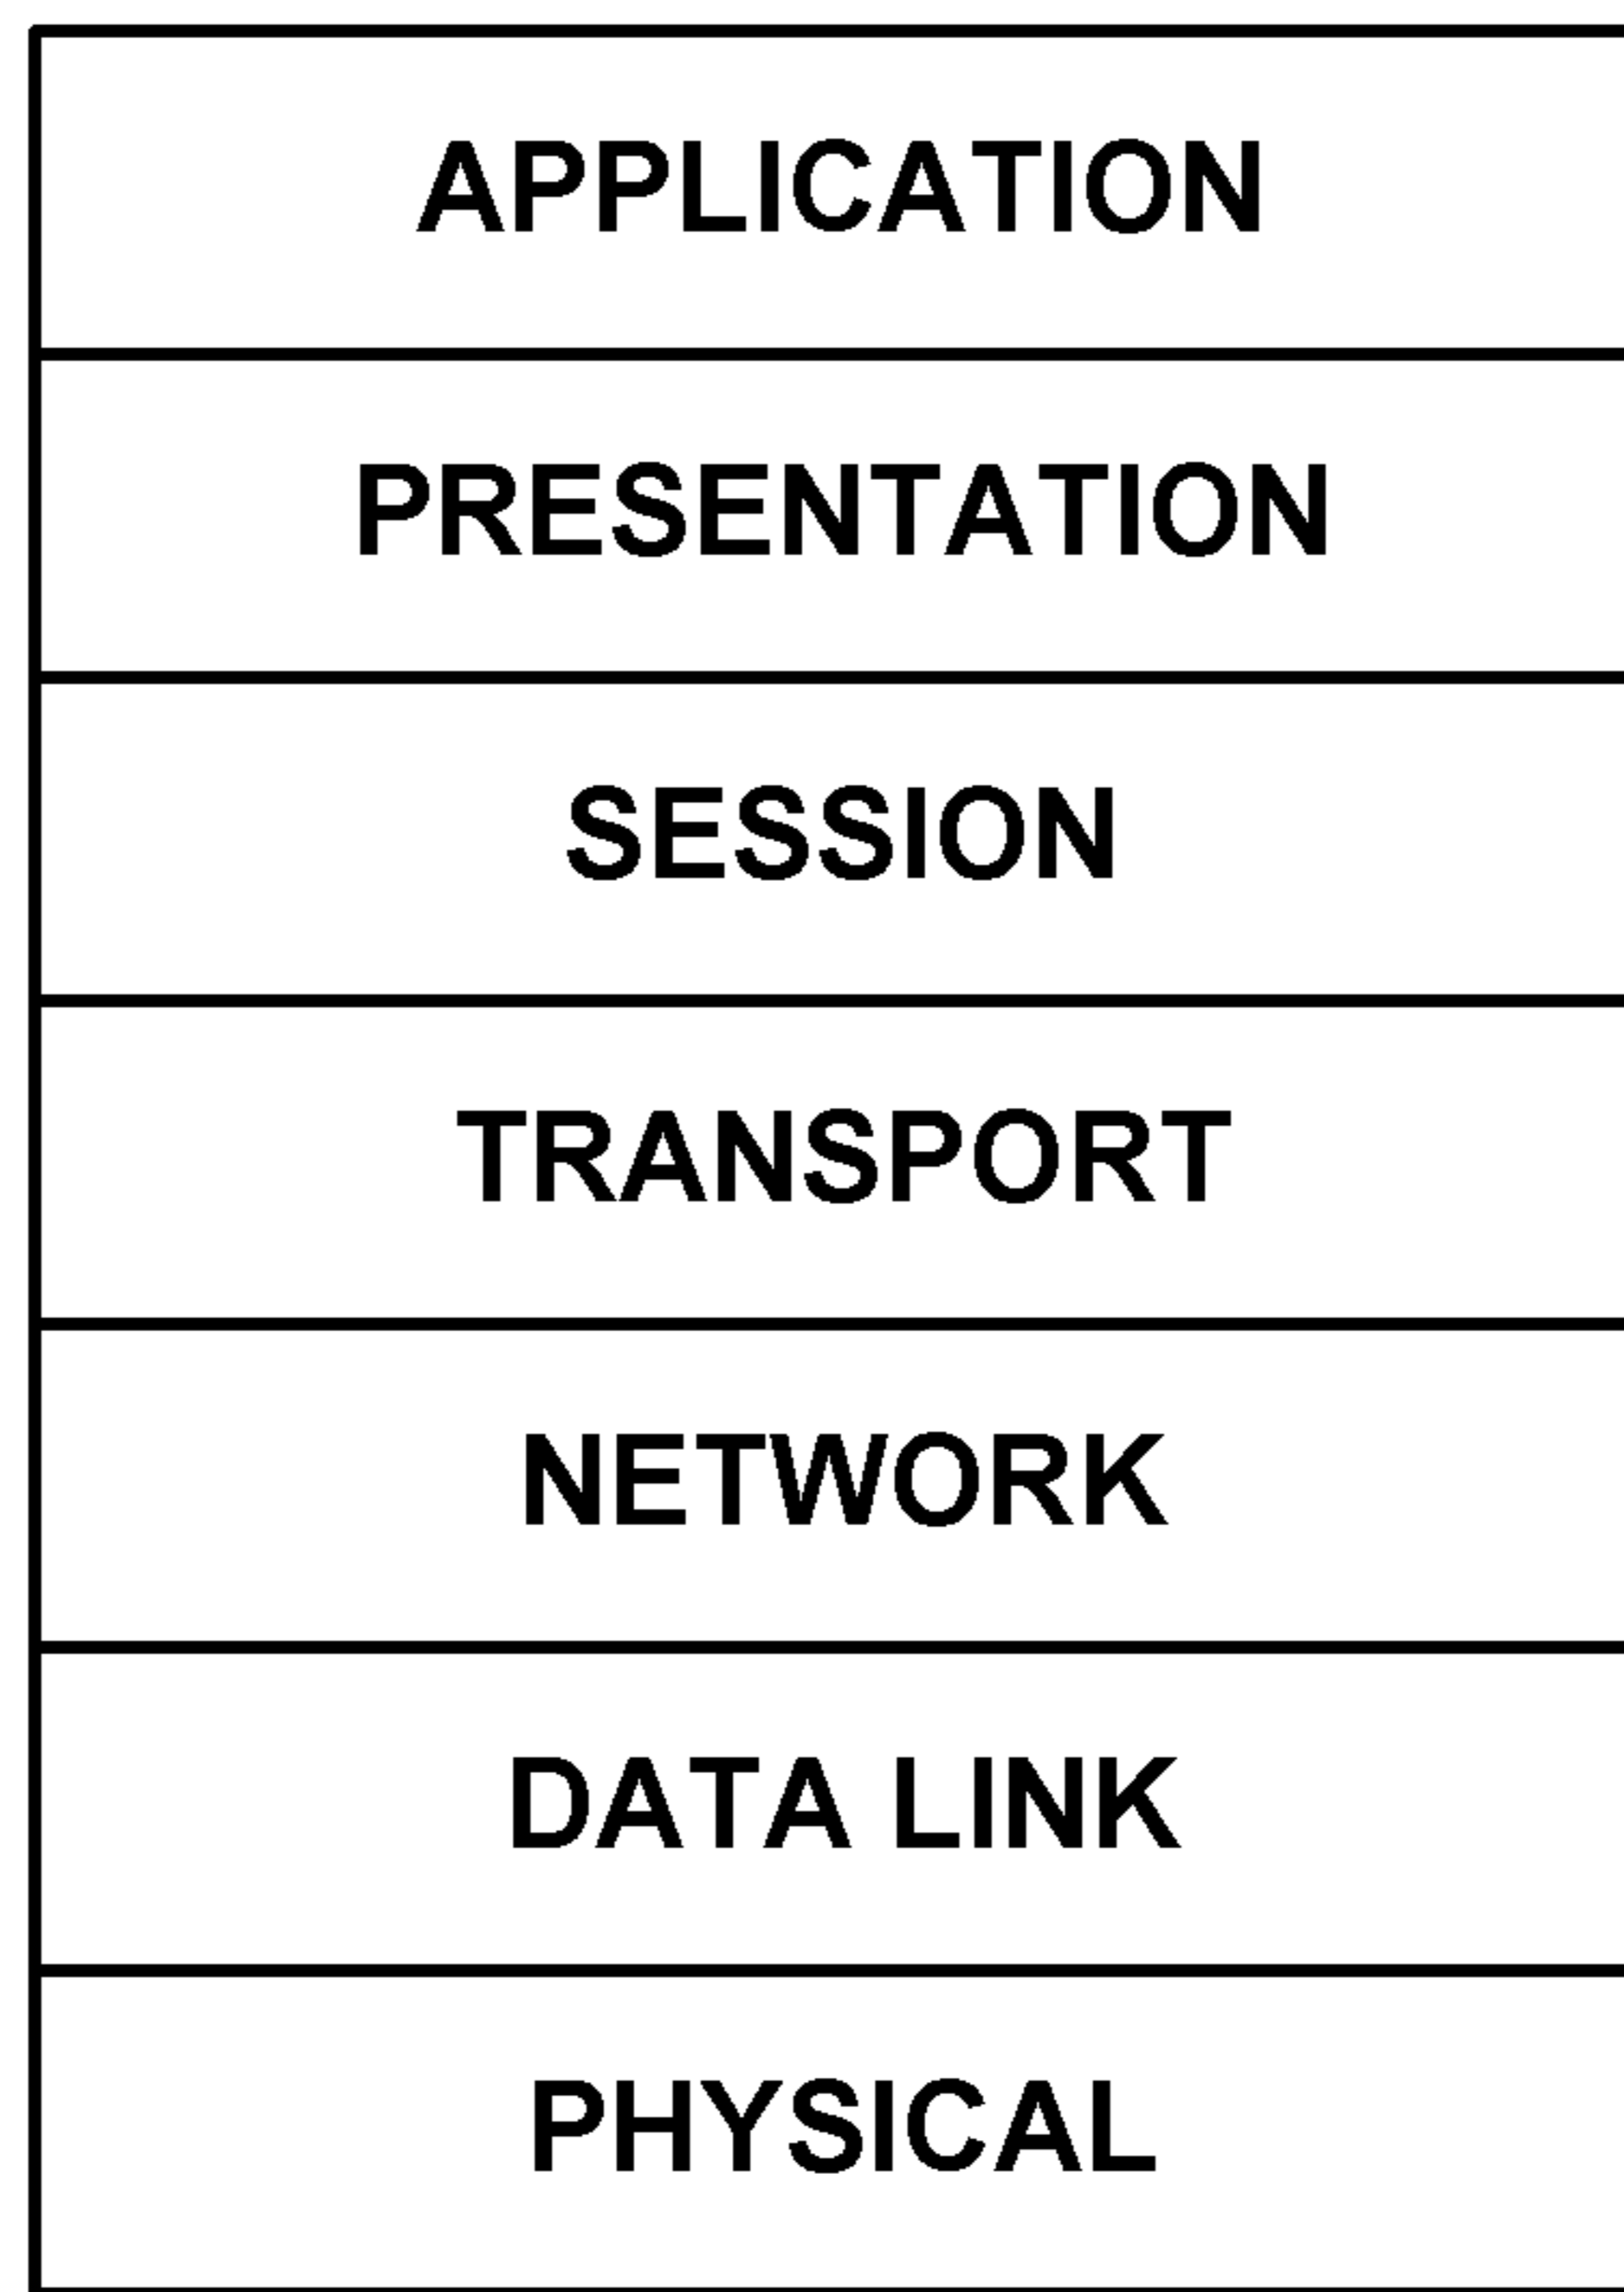 APPLICATION
PRESENTATION
SESSION
TRANSPORT
NETWORK
DATA LINK
PHYSICAL